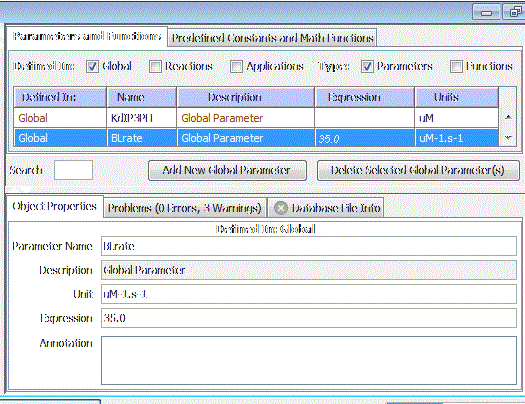 Parameters and Functions Predefined Constants and Math Functions
Defined In: Global Reactions Applications Type: Parameters Functions
Defined In: Name Description Expression Units
Global Global Parameter uM
Global BLrate Global Parameter 35.0 uM-1.s-1
Search Add New Global Parameter Delete Selected Global Parameter(s)
Object Properties Problems (0 Errors, 3 Warnings) Database File Info
Defined In: Global
Parameter Name BLrate
Description Global Parameter
Unit uM-1.s-1
Expression 35.0
Annotation